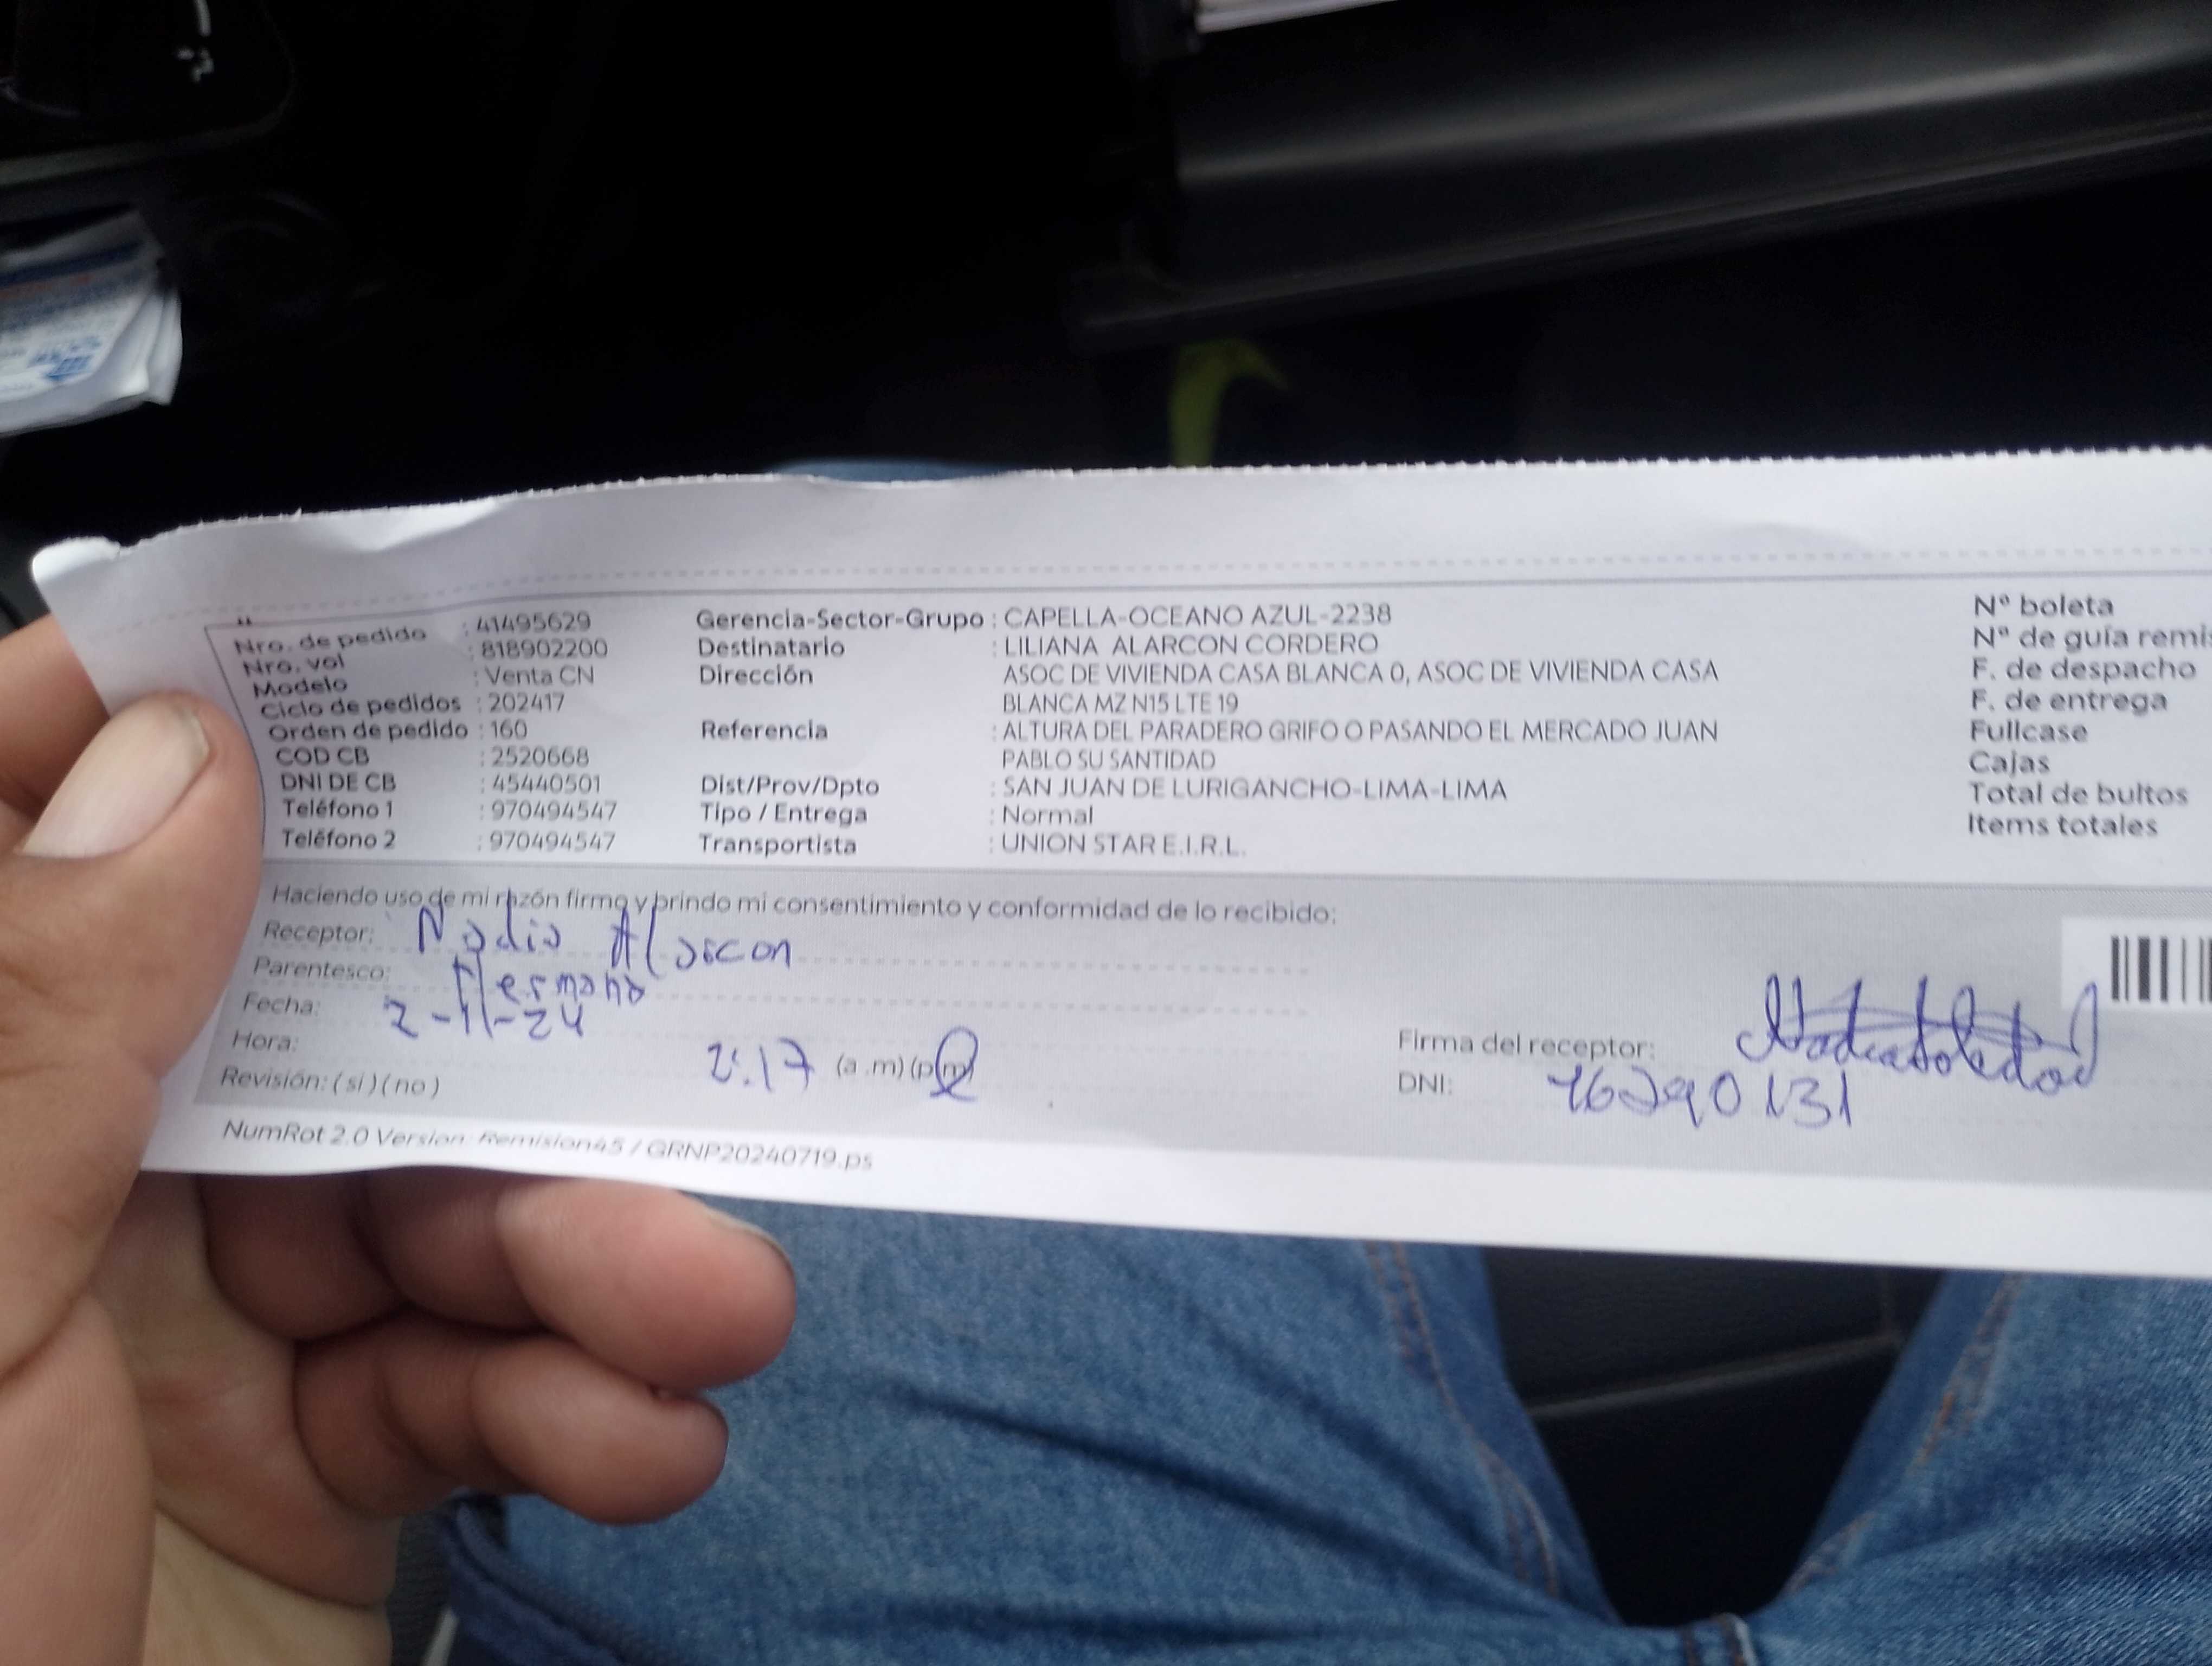 Nro. de pedido : 41495629
Nro. vol : 818902200
Modelo : Venta CN
Ciclo de pedidos : 202417
Orden de pedido : 160
COD CB : 2520668
DNI DE CB : 45440501
Teléfono 1 : 970494547
Teléfono 2 : 970494547
Gerencia-Sector-Grupo : CAPELLA-OCEANO AZUL-2238
Destinatario : LILIANA ALARCON CORDERO
Dirección ASOC DE VIVIENDA CASA BLANCA 0, ASOC DE VIVIENDA CASA
BLANCA MZ N15 LTE 19
Referencia : ALTURA DEL PARADERO GRIFO O PASANDO EL MERCADO JUAN
PABLO SU SANTIDAD
Dist/Prov/Dpto : SAN JUAN DE LURIGANCHO-LIMA-LIMA
Tipo / Entrega : Normal
Transportista : UNION STAR E.I.R.L.
Nº boleta
Nº de guía remis
F. de despacho
F. de entrega
Fullcase
Cajas
Total de bultos
Items totales
Haciendo uso de mi razón firmo y brindo mi consentimiento y conformidad de lo recibido:
Receptor: Nadia Alarcon
Parentesco: Hermana
Fecha: 2-11-24
Hora: 2:17 (a.m) (p.m)
Revisión: (si) (no)
Firma del receptor:
DNI: 76290131
NumRot 2.0 Version: Remision45 / GRNP20240719.ps